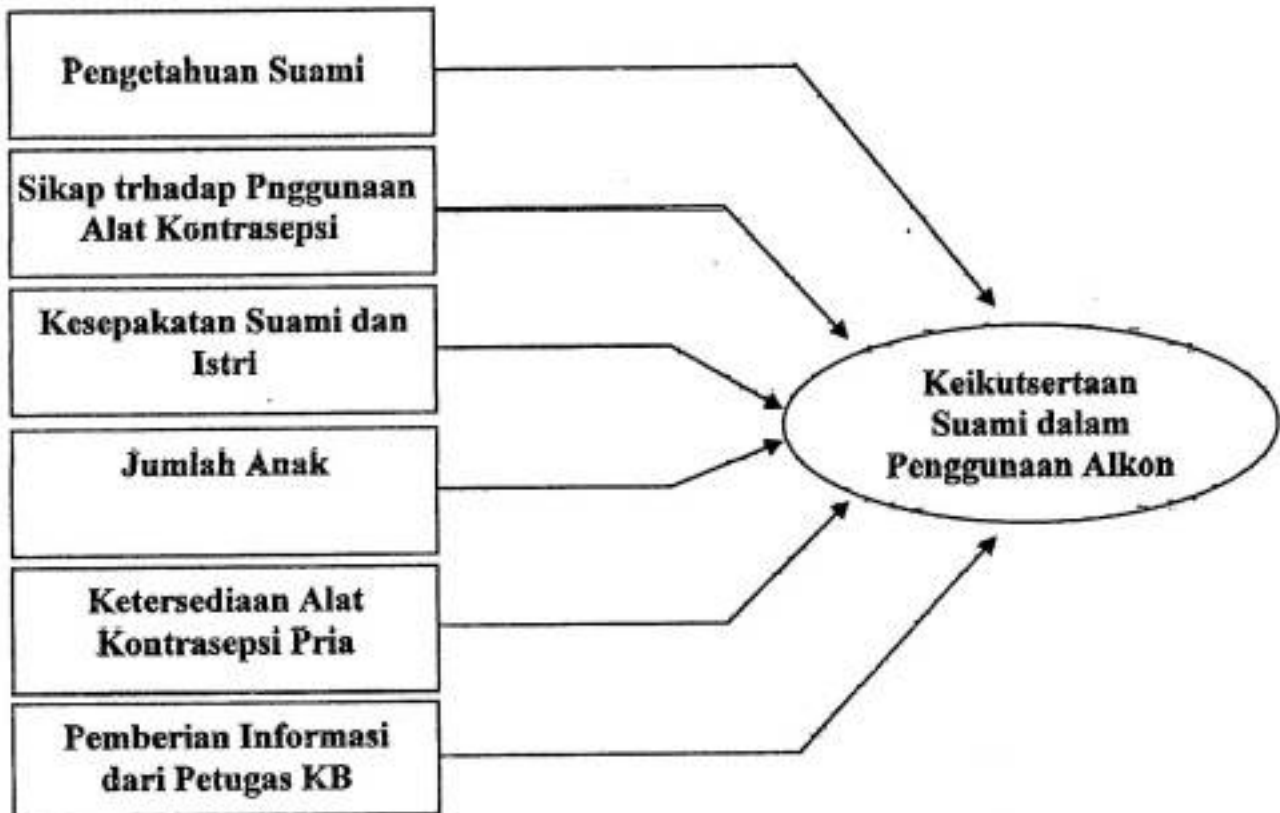 Pengetahuan Suami
Sikap trhadap Pnggunaan
Alat Kontrasepsi
Kesepakatan Suami dan
Istri
Jumlah Anak
Ketersediaan Alat
Kontrasepsi Pria
Pemberian Informasi
dari Petugas KB
Keikutsertaan
Suami dalam
Penggunaan Alkon